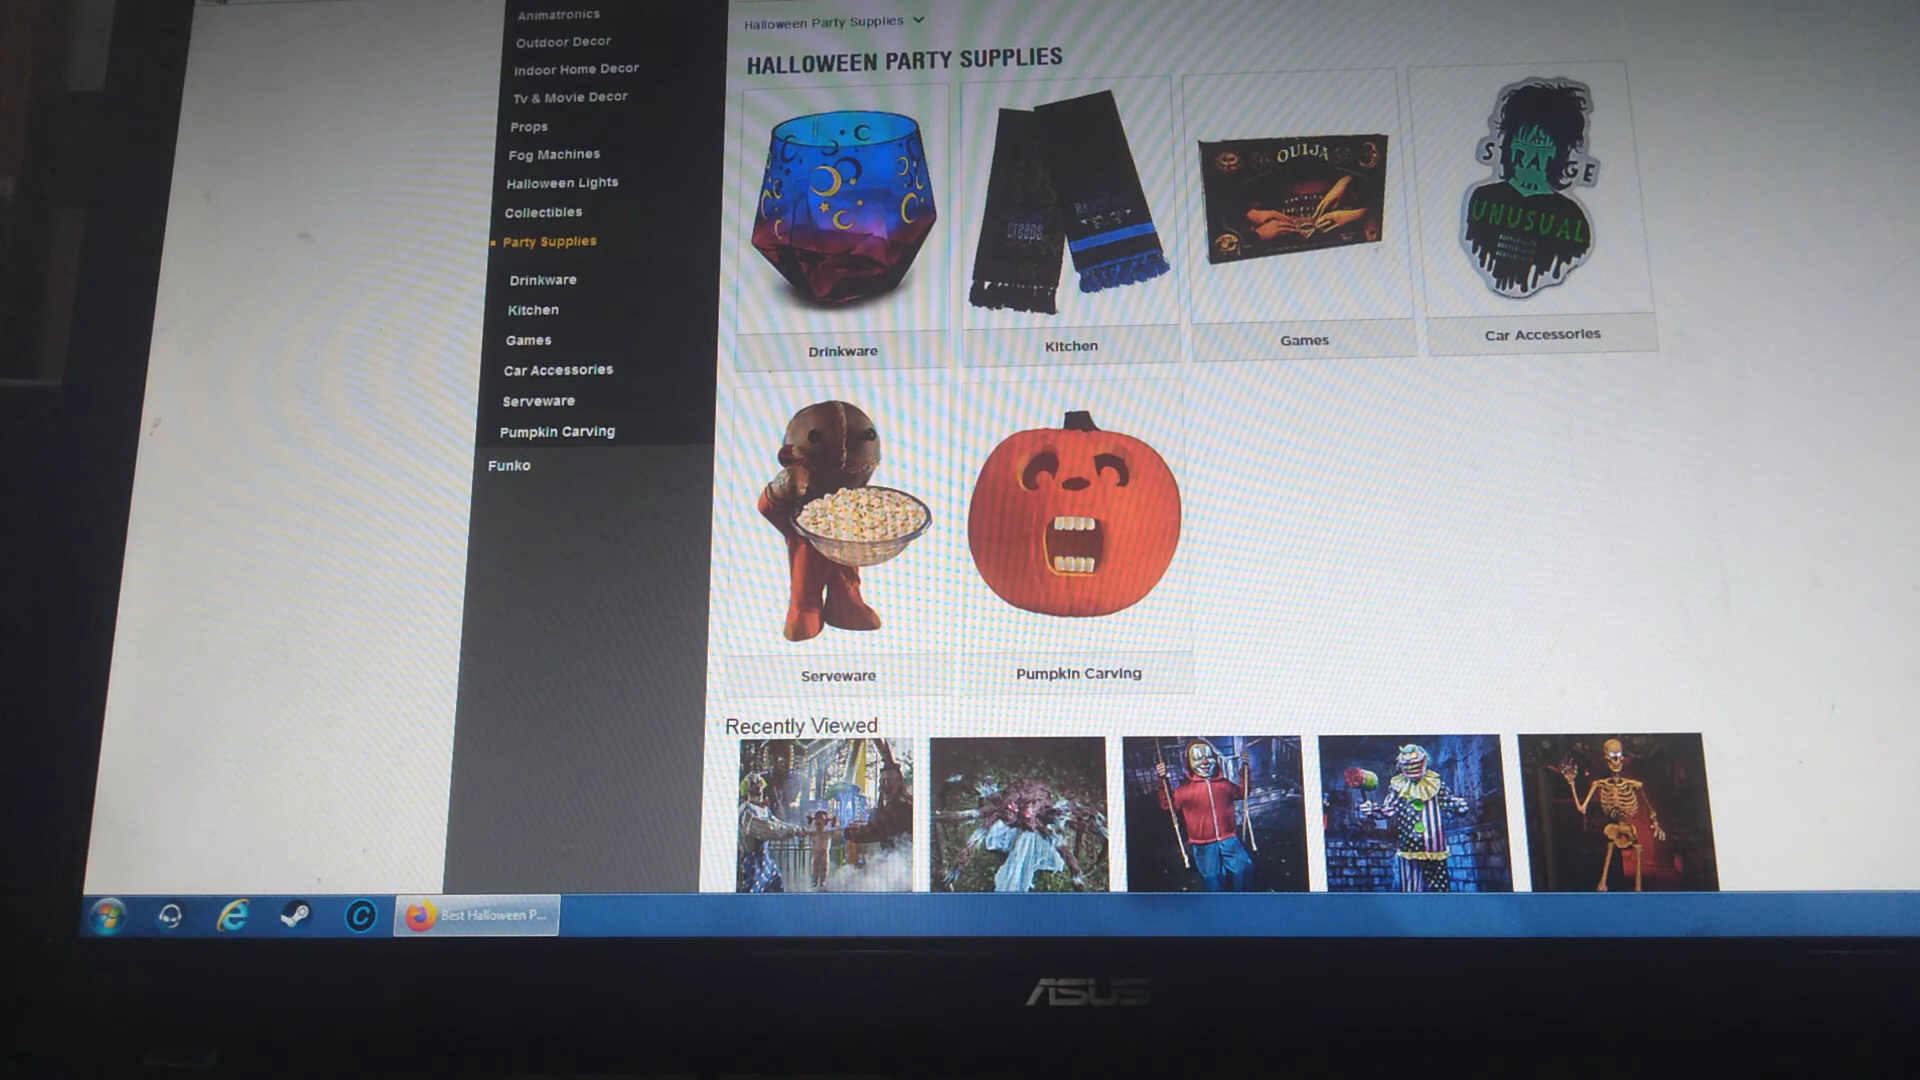 Animatronics
Outdoor Decor
Indoor Home Decor
Tv & Movie Decor
Props
Fog Machines
Halloween Lights
Collectibles
Party Supplies
Drinkware
Kitchen
Games
Car Accessories
Serveware
Pumpkin Carving
Funko
Halloween Party Supplies
HALLOWEEN PARTY SUPPLIES
creeps
OUIJA
STRANGE
UNUSUAL
Drinkware
Kitchen
Games
Car Accessories
Serveware
Pumpkin Carving
Recently Viewed
Best Halloween P...
ASUS